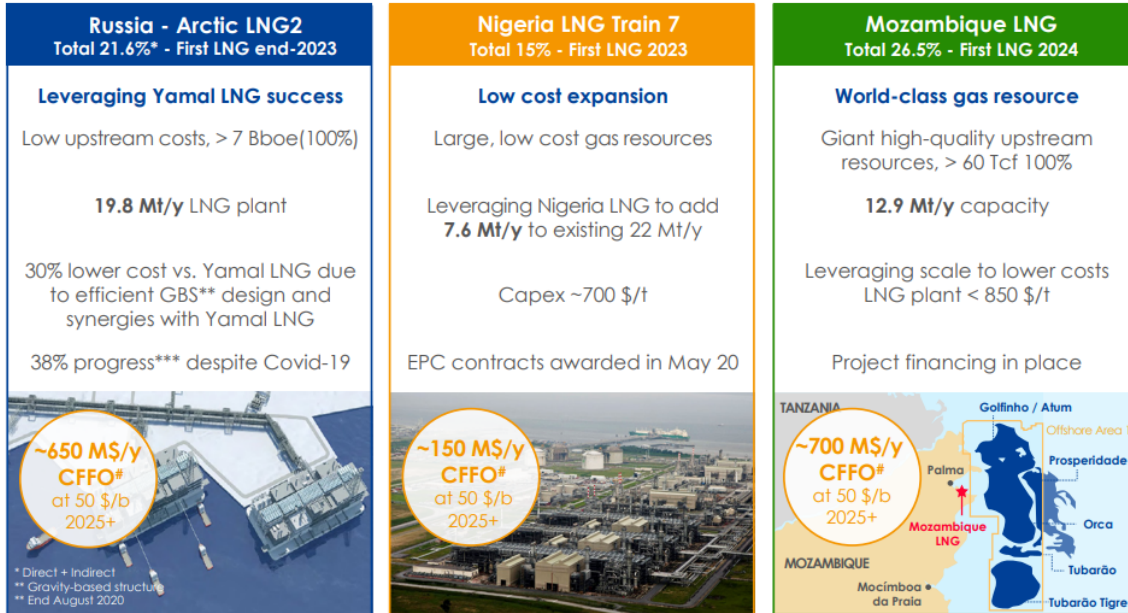 Russia - Arctic LNG2
Total 21.6%* - First LNG end-2023
Leveraging Yamal LNG success
Low upstream costs, > 7 Bboe(100%)
19.8 Mt/y LNG plant
30% lower cost vs. Yamal LNG due
to efficient GBS** design and
synergies with Yamal LNG
38% progress*** despite Covid-19
~650 M$/y
CFFO#
at 50 $/b
2025+
* Direct + Indirect
** Gravity-based structure
** End August 2020
Nigeria LNG Train 7
Total 15% - First LNG 2023
Low cost expansion
Large, low cost gas resources
Leveraging Nigeria LNG to add
7.6 Mt/y to existing 22 Mt/y
Capex ~700 $/t
EPC contracts awarded in May 20
~150 M$/y
CFFO#
at 50 $/b
2025+
Mozambique LNG
Total 26.5% - First LNG 2024
World-class gas resource
Giant high-quality upstream
resources, > 60 Tcf 100%
12.9 Mt/y capacity
Leveraging scale to lower costs
LNG plant < 850 $/t
Project financing in place
~700 M$/y
CFFO#
at 50 $/b
2025+
TANZANIA
Golfinho / Atum
Offshore Area 1
Palma
Prosperidade
Mozambique
LNG
Orca
MOZAMBIQUE
Tubarão
Mocímboa
da Praia
Tubarão Tigre